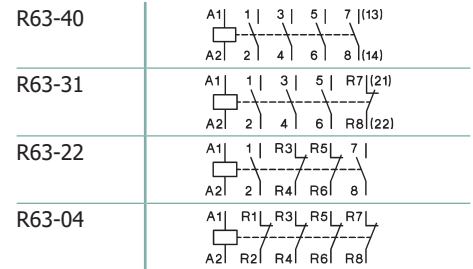 R63-40
A1 1 3 5 7 (13)
A2 2 4 6 8 (14)
R63-31
A1 1 3 5 R7 (21)
A2 2 4 6 R8 (22)
R63-22
A1 1 R3 R5 7
A2 2 R4 R6 8
R63-04
A1 R1 R3 R5 R7
A2 R2 R4 R6 R8